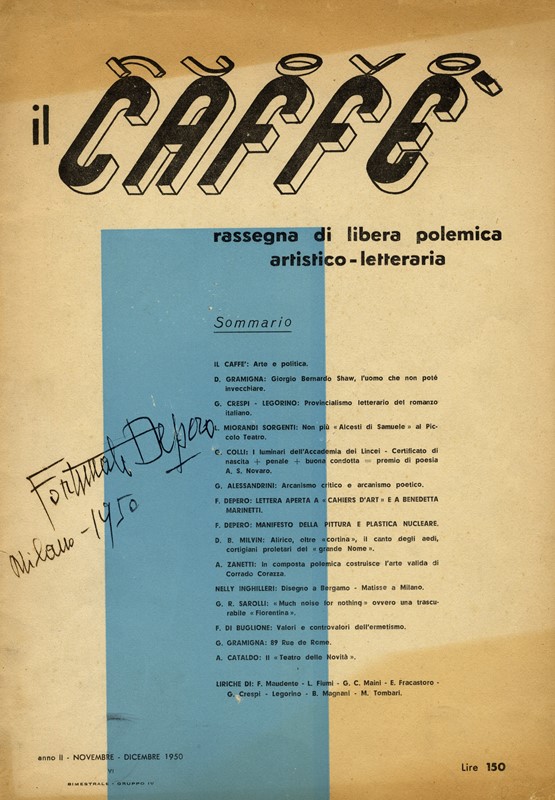 nuovo
il CAFFE'
rassegna di libera polemica
artistico-letteraria
Sommario
IL CAFFE': Arte e politica.
D. GRAMIGNA: Giorgio Bernardo Shaw, l'uomo che non poté
invecchiare.
G. CRESPI - LEGORINO: Provincialismo letterario del romanzo
italiano.
L. MIORANDI SORGENTI: Non più «Alcesti di Samuele» al Pic-
colo Teatro.
C. COLLI: I luminari dell'Accademia dei Lincei - Certificato di
nascita + penale + buona condotta = premio di poesia
A. S. Novaro.
G. ALESSANDRINI: Arcanismo critico e arcanismo poetico.
F. DEPERO: LETTERA APERTA A «CAHIERS D'ART» E A BENEDETTA
MARINETTI.
F. DEPERO: MANIFESTO DELLA PITTURA E PLASTICA NUCLEARE.
D. B. MILVIN: Alirico, oltre «cortina», il canto degli aedi,
cortigiani proletari del «grande Nome».
A. ZANETTI: In composta polemica costruisce l'arte valida di
Corrado Corazza.
NELLY INGHILLERI: Disegno a Bergamo - Matisse a Milano.
G. R. SAROLLI: «Much noise for nothing» ovvero una trascu-
rabile «Fiorentina».
F. DI BUGLIONE: Valori e controvalori dell'ermetismo.
G. GRAMIGNA: 89 Rue de Rome.
A. CATALDO: Il «Teatro delle Novità».
LIRICHE DI: F. Maudente - L. Fiumi - G. C. Maini - E. Fracastoro -
G. Crespi - Legorino - B. Magnani - M. Tombari.
Fortunato Depero
Milano - 1950
anno II - NOVEMBRE - DICEMBRE 1950
VI
BIMESTRALE - GRUPPO IV
Lire 150